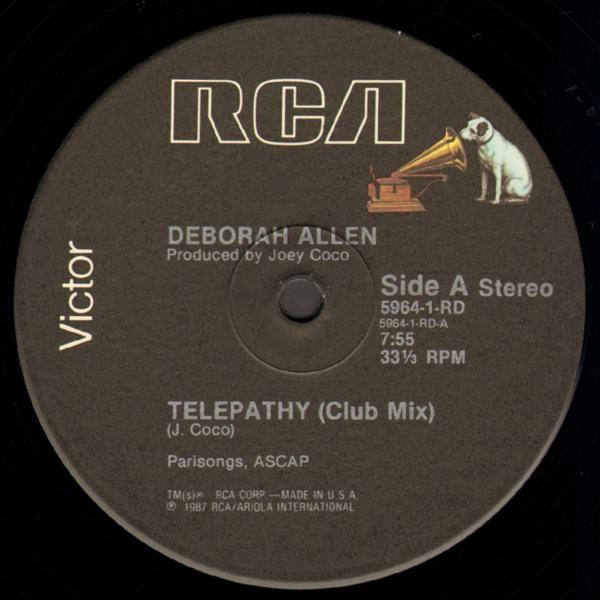 RCA
Victor
DEBORAH ALLEN
Produced by Joey Coco
Side A Stereo
5964-1-RD
5964-1-RD-A
7:55
33⅓ RPM
TELEPATHY (Club Mix)
(J. Coco)
Parisongs, ASCAP
TM(s)® RCA CORP.—MADE IN U.S.A.
℗ 1987 RCA/ARIOLA INTERNATIONAL